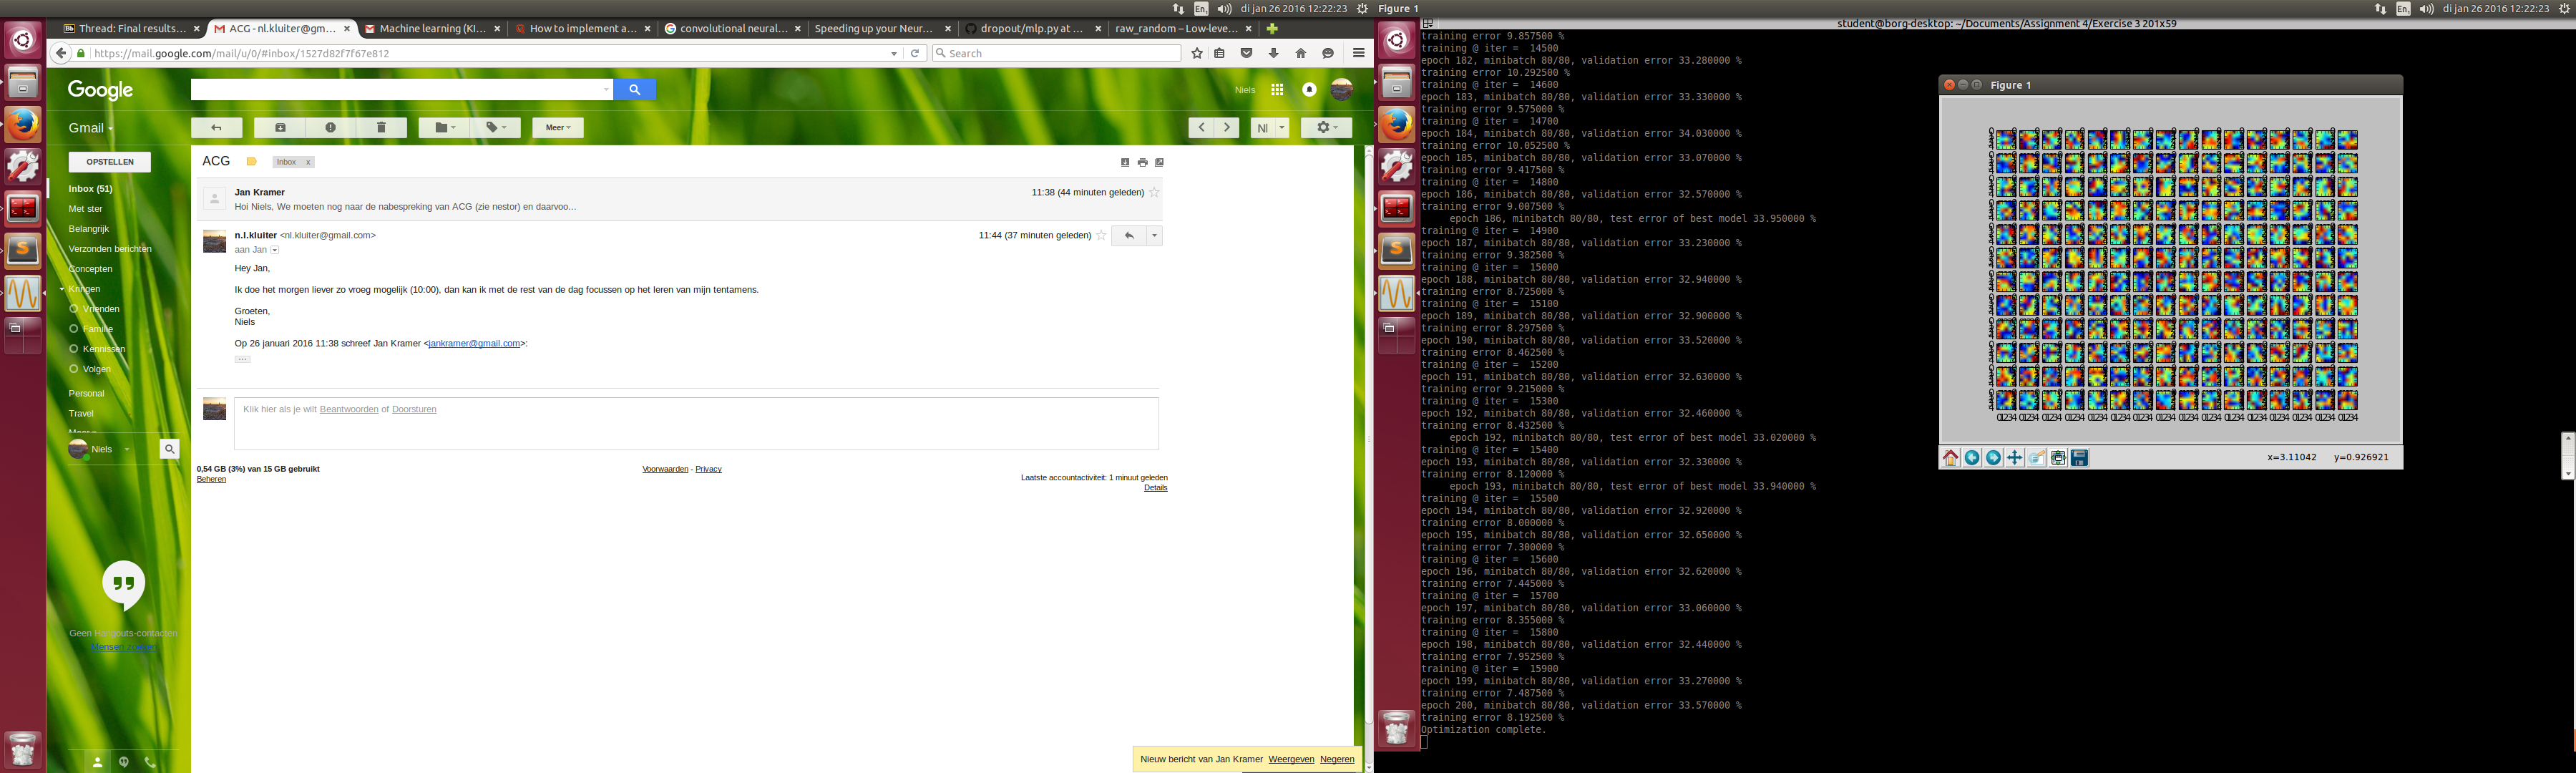 di jan 26 2016 12:22:23
Figure 1
di jan 26 2016 12:22:23
Thread: Final results...
ACG - nl.kluiter@gm...
Machine learning (KI...
How to implement a...
convolutional neural...
Speeding up your Neur...
dropout/mlp.py at ...
raw_random – Low-leve...
https://mail.google.com/mail/u/0/#inbox/1527d82f7f67e812
Search
Google
Niels
Gmail
Meer
Nl
OPSTELLEN
Inbox (51)
Met ster
Belangrijk
Verzonden berichten
Concepten
Kringen
Vrienden
Familie
Kennissen
Volgen
Personal
Travel
Meer
Niels
Geen Hangouts-contacten
ACG
Inbox x
Jan Kramer
11:38 (44 minuten geleden)
Hoi Niels, We moeten nog naar de nabespreking van ACG (zie nestor) en daarvoo...
n.l.kluiter <nl.kluiter@gmail.com>
11:44 (37 minuten geleden)
aan Jan
Hey Jan,
Ik doe het morgen liever zo vroeg mogelijk (10:00), dan kan ik met de rest van de dag focussen op het leren van mijn tentamens.
Groeten,
Niels
Op 26 januari 2016 11:38 schreef Jan Kramer <jankramer@gmail.com>:
Klik hier als je wilt Beantwoorden of Doorsturen
0,54 GB (3%) van 15 GB gebruikt
Beheren
Voorwaarden - Privacy
Laatste accountactiviteit: 1 minuut geleden
Details
Nieuw bericht van Jan Kramer Weergeven Negeren
student@borg-desktop: ~/Documents/Assignment 4/Exercise 3 201x59
training error 9.857500 %
training @ iter =  14500
epoch 182, minibatch 80/80, validation error 33.280000 %
training error 10.292500 %
training @ iter =  14600
epoch 183, minibatch 80/80, validation error 33.330000 %
training error 9.575000 %
training @ iter =  14700
epoch 184, minibatch 80/80, validation error 34.030000 %
training error 10.052500 %
epoch 185, minibatch 80/80, validation error 33.070000 %
training error 9.417500 %
training @ iter =  14800
epoch 186, minibatch 80/80, validation error 32.570000 %
training error 9.007500 %
epoch 186, minibatch 80/80, test error of best model 33.950000 %
training @ iter =  14900
epoch 187, minibatch 80/80, validation error 33.230000 %
training error 9.382500 %
training @ iter =  15000
epoch 188, minibatch 80/80, validation error 32.940000 %
training error 8.725000 %
training @ iter =  15100
epoch 189, minibatch 80/80, validation error 32.900000 %
training error 8.297500 %
epoch 190, minibatch 80/80, validation error 33.520000 %
training error 8.462500 %
training @ iter =  15200
epoch 191, minibatch 80/80, validation error 32.630000 %
training error 9.215000 %
training @ iter =  15300
epoch 192, minibatch 80/80, validation error 32.460000 %
training error 8.432500 %
epoch 192, minibatch 80/80, test error of best model 33.020000 %
training @ iter =  15400
epoch 193, minibatch 80/80, validation error 32.330000 %
training error 8.120000 %
epoch 193, minibatch 80/80, test error of best model 33.940000 %
training @ iter =  15500
epoch 194, minibatch 80/80, validation error 32.920000 %
training error 8.000000 %
epoch 195, minibatch 80/80, validation error 32.650000 %
training error 7.300000 %
training @ iter =  15600
epoch 196, minibatch 80/80, validation error 32.620000 %
training error 7.445000 %
training @ iter =  15700
epoch 197, minibatch 80/80, validation error 33.060000 %
training error 8.355000 %
training @ iter =  15800
epoch 198, minibatch 80/80, validation error 32.440000 %
training error 7.952500 %
training @ iter =  15900
epoch 199, minibatch 80/80, validation error 33.270000 %
training error 7.487500 %
epoch 200, minibatch 80/80, validation error 33.570000 %
training error 8.192500 %
Optimization complete.
Figure 1
01234 01234 01234 01234 01234 01234 01234 01234 01234 01234 01234 01234 01234 01234 01234 01234
x=3.11042 y=0.926921